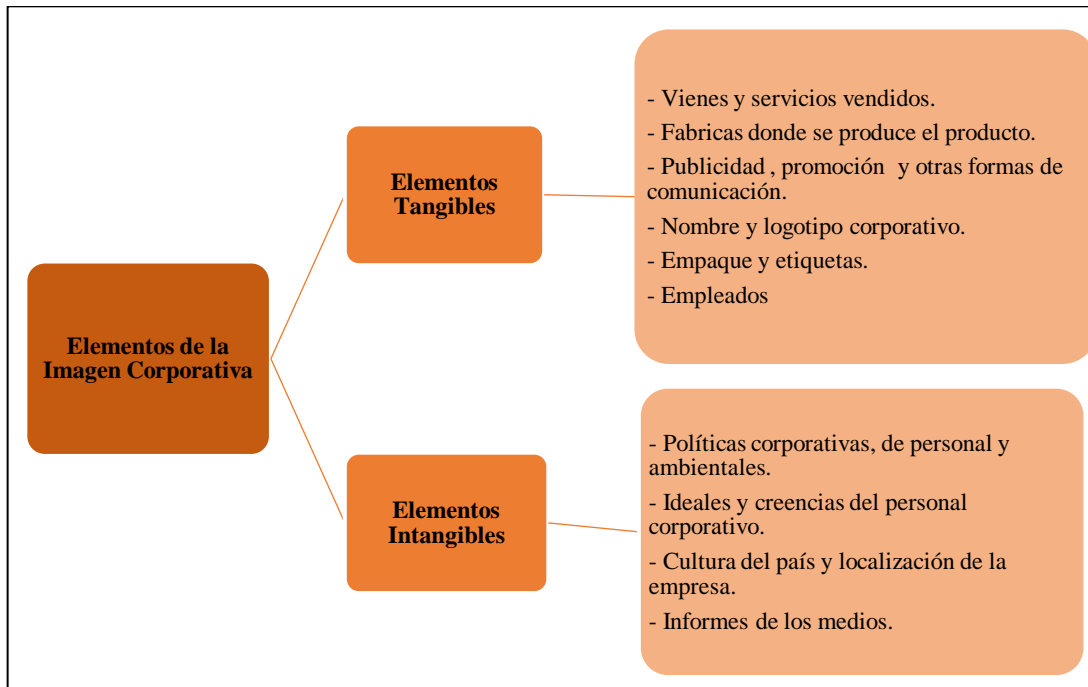 Elementos de la
Imagen Corporativa
Elementos
Tangibles
- Vienes y servicios vendidos.
- Fabricas donde se produce el producto.
- Publicidad , promoción  y otras formas de
comunicación.
- Nombre y logotipo corporativo.
- Empaque y etiquetas.
- Empleados
Elementos
Intangibles
- Políticas corporativas, de personal y
ambientales.
- Ideales y creencias del personal
corporativo.
- Cultura del país y localización de la
empresa.
- Informes de los medios.